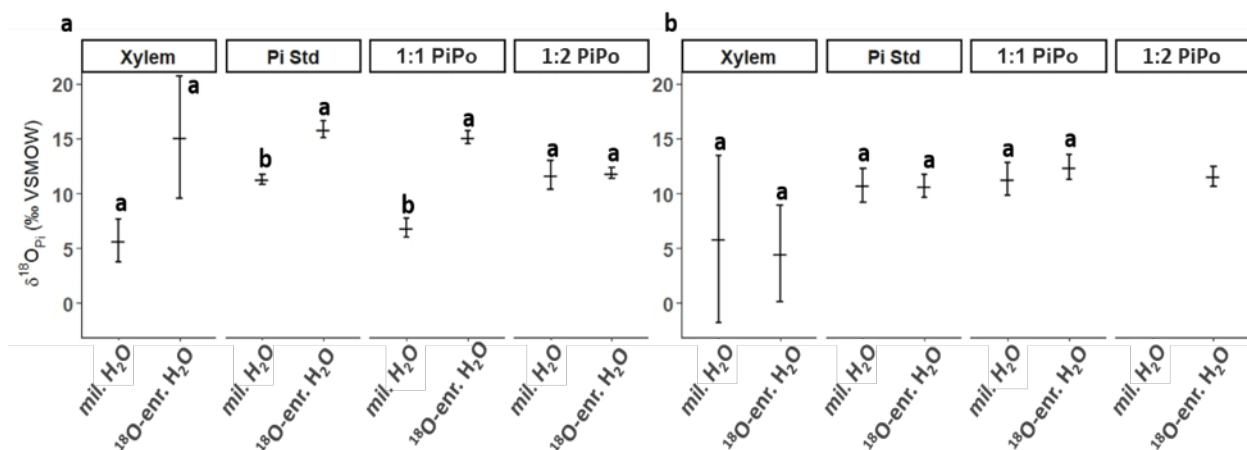 a
b
Xylem
Pi Std
1:1 PiPo
1:2 PiPo
Xylem
Pi Std
1:1 PiPo
1:2 PiPo
δ¹⁸O_Pi (‰ VSMOW)
20
15
10
5
0
a
a
b
a
b
a
a
a
20
15
10
5
0
a
a
a
a
a
a
mil. H₂O
¹⁸O-enr. H₂O
mil. H₂O
¹⁸O-enr. H₂O
mil. H₂O
¹⁸O-enr. H₂O
mil. H₂O
¹⁸O-enr. H₂O
mil. H₂O
¹⁸O-enr. H₂O
mil. H₂O
¹⁸O-enr. H₂O
mil. H₂O
¹⁸O-enr. H₂O
mil. H₂O
¹⁸O-enr. H₂O